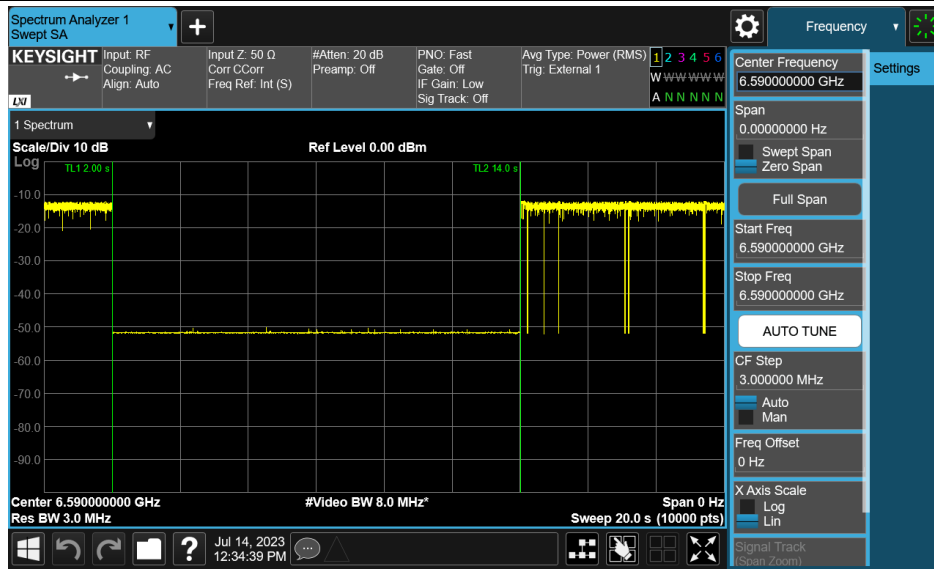 Spectrum Analyzer 1
Swept SA
Frequency
KEYSIGHT
LXI
Input: RF
Coupling: AC
Align: Auto
Input Z: 50 Ω
Corr CCorr
Freq Ref: Int (S)
#Atten: 20 dB
Preamp: Off
PNO: Fast
Gate: Off
IF Gain: Low
Sig Track: Off
Avg Type: Power (RMS)
Trig: External 1
1 2 3 4 5 6
W W W W W W
A N N N N N
Center Frequency
6.590000000 GHz
Settings
Span
0.00000000 Hz
Swept Span
Zero Span
Full Span
Start Freq
6.590000000 GHz
Stop Freq
6.590000000 GHz
AUTO TUNE
CF Step
3.000000 MHz
Auto
Man
Freq Offset
0 Hz
X Axis Scale
Log
Lin
Signal Track
(Span Zoom)
1 Spectrum
Scale/Div 10 dB
Ref Level 0.00 dBm
Log
TL1 2.00 s
TL2 14.0 s
-10.0
-20.0
-30.0
-40.0
-50.0
-60.0
-70.0
-80.0
-90.0
Center 6.590000000 GHz
#Video BW 8.0 MHz*
Span 0 Hz
Res BW 3.0 MHz
Sweep 20.0 s (10000 pts)
Jul 14, 2023
12:34:39 PM